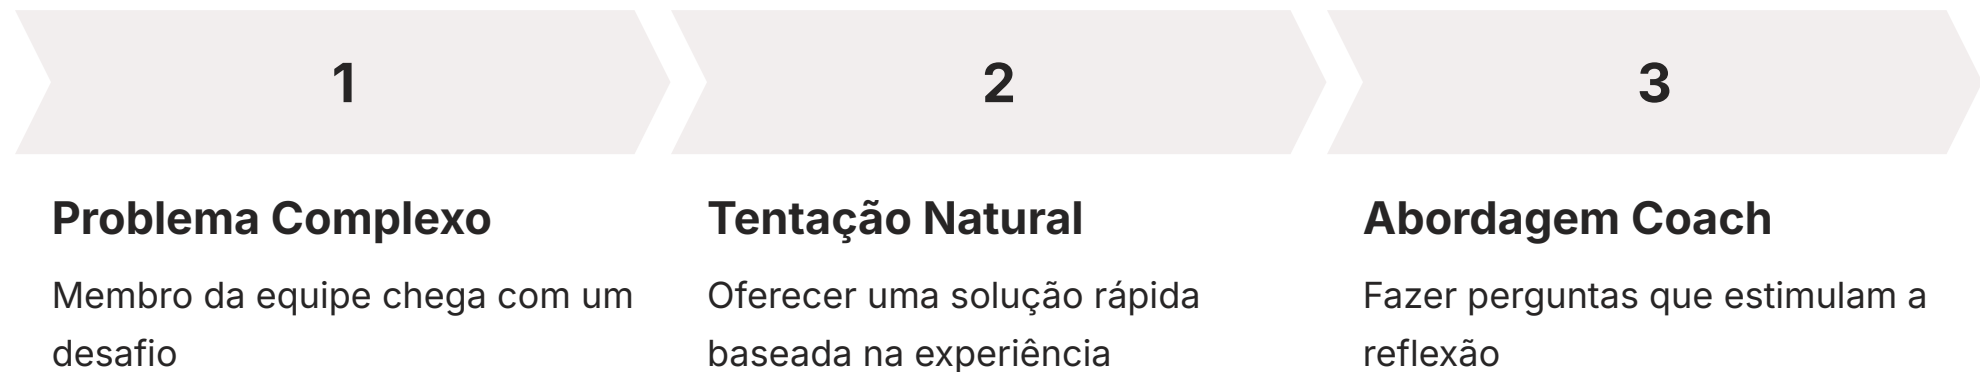 1
2
3
Problema Complexo
Membro da equipe chega com um
desafio
Tentação Natural
Oferecer uma solução rápida
baseada na experiência
Abordagem Coach
Fazer perguntas que estimulam a
reflexão